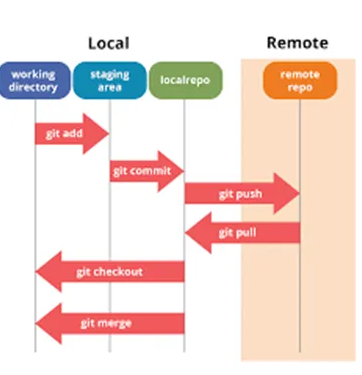 Local
Remote
working
directory
staging
area
localrepo
remote
repo
git add
git commit
git push
git pull
git checkout
git merge